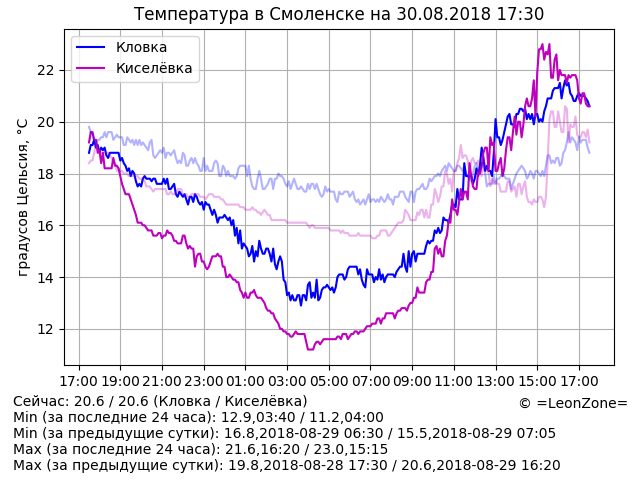 Температура в Смоленске на 30.08.2018 17:30
Кловка
Киселёвка
градусов Цельсия, °C
22
20
18
16
14
12
17:00 19:00 21:00 23:00 01:00 03:00 05:00 07:00 09:00 11:00 13:00 15:00 17:00
Сейчас: 20.6 / 20.6 (Кловка / Киселёвка)
© =LeonZone=
Min (за последние 24 часа): 12.9,03:40 / 11.2,04:00
Min (за предыдущие сутки): 16.8,2018-08-29 06:30 / 15.5,2018-08-29 07:05
Max (за последние 24 часа): 21.6,16:20 / 23.0,15:15
Max (за предыдущие сутки): 19.8,2018-08-28 17:30 / 20.6,2018-08-29 16:20